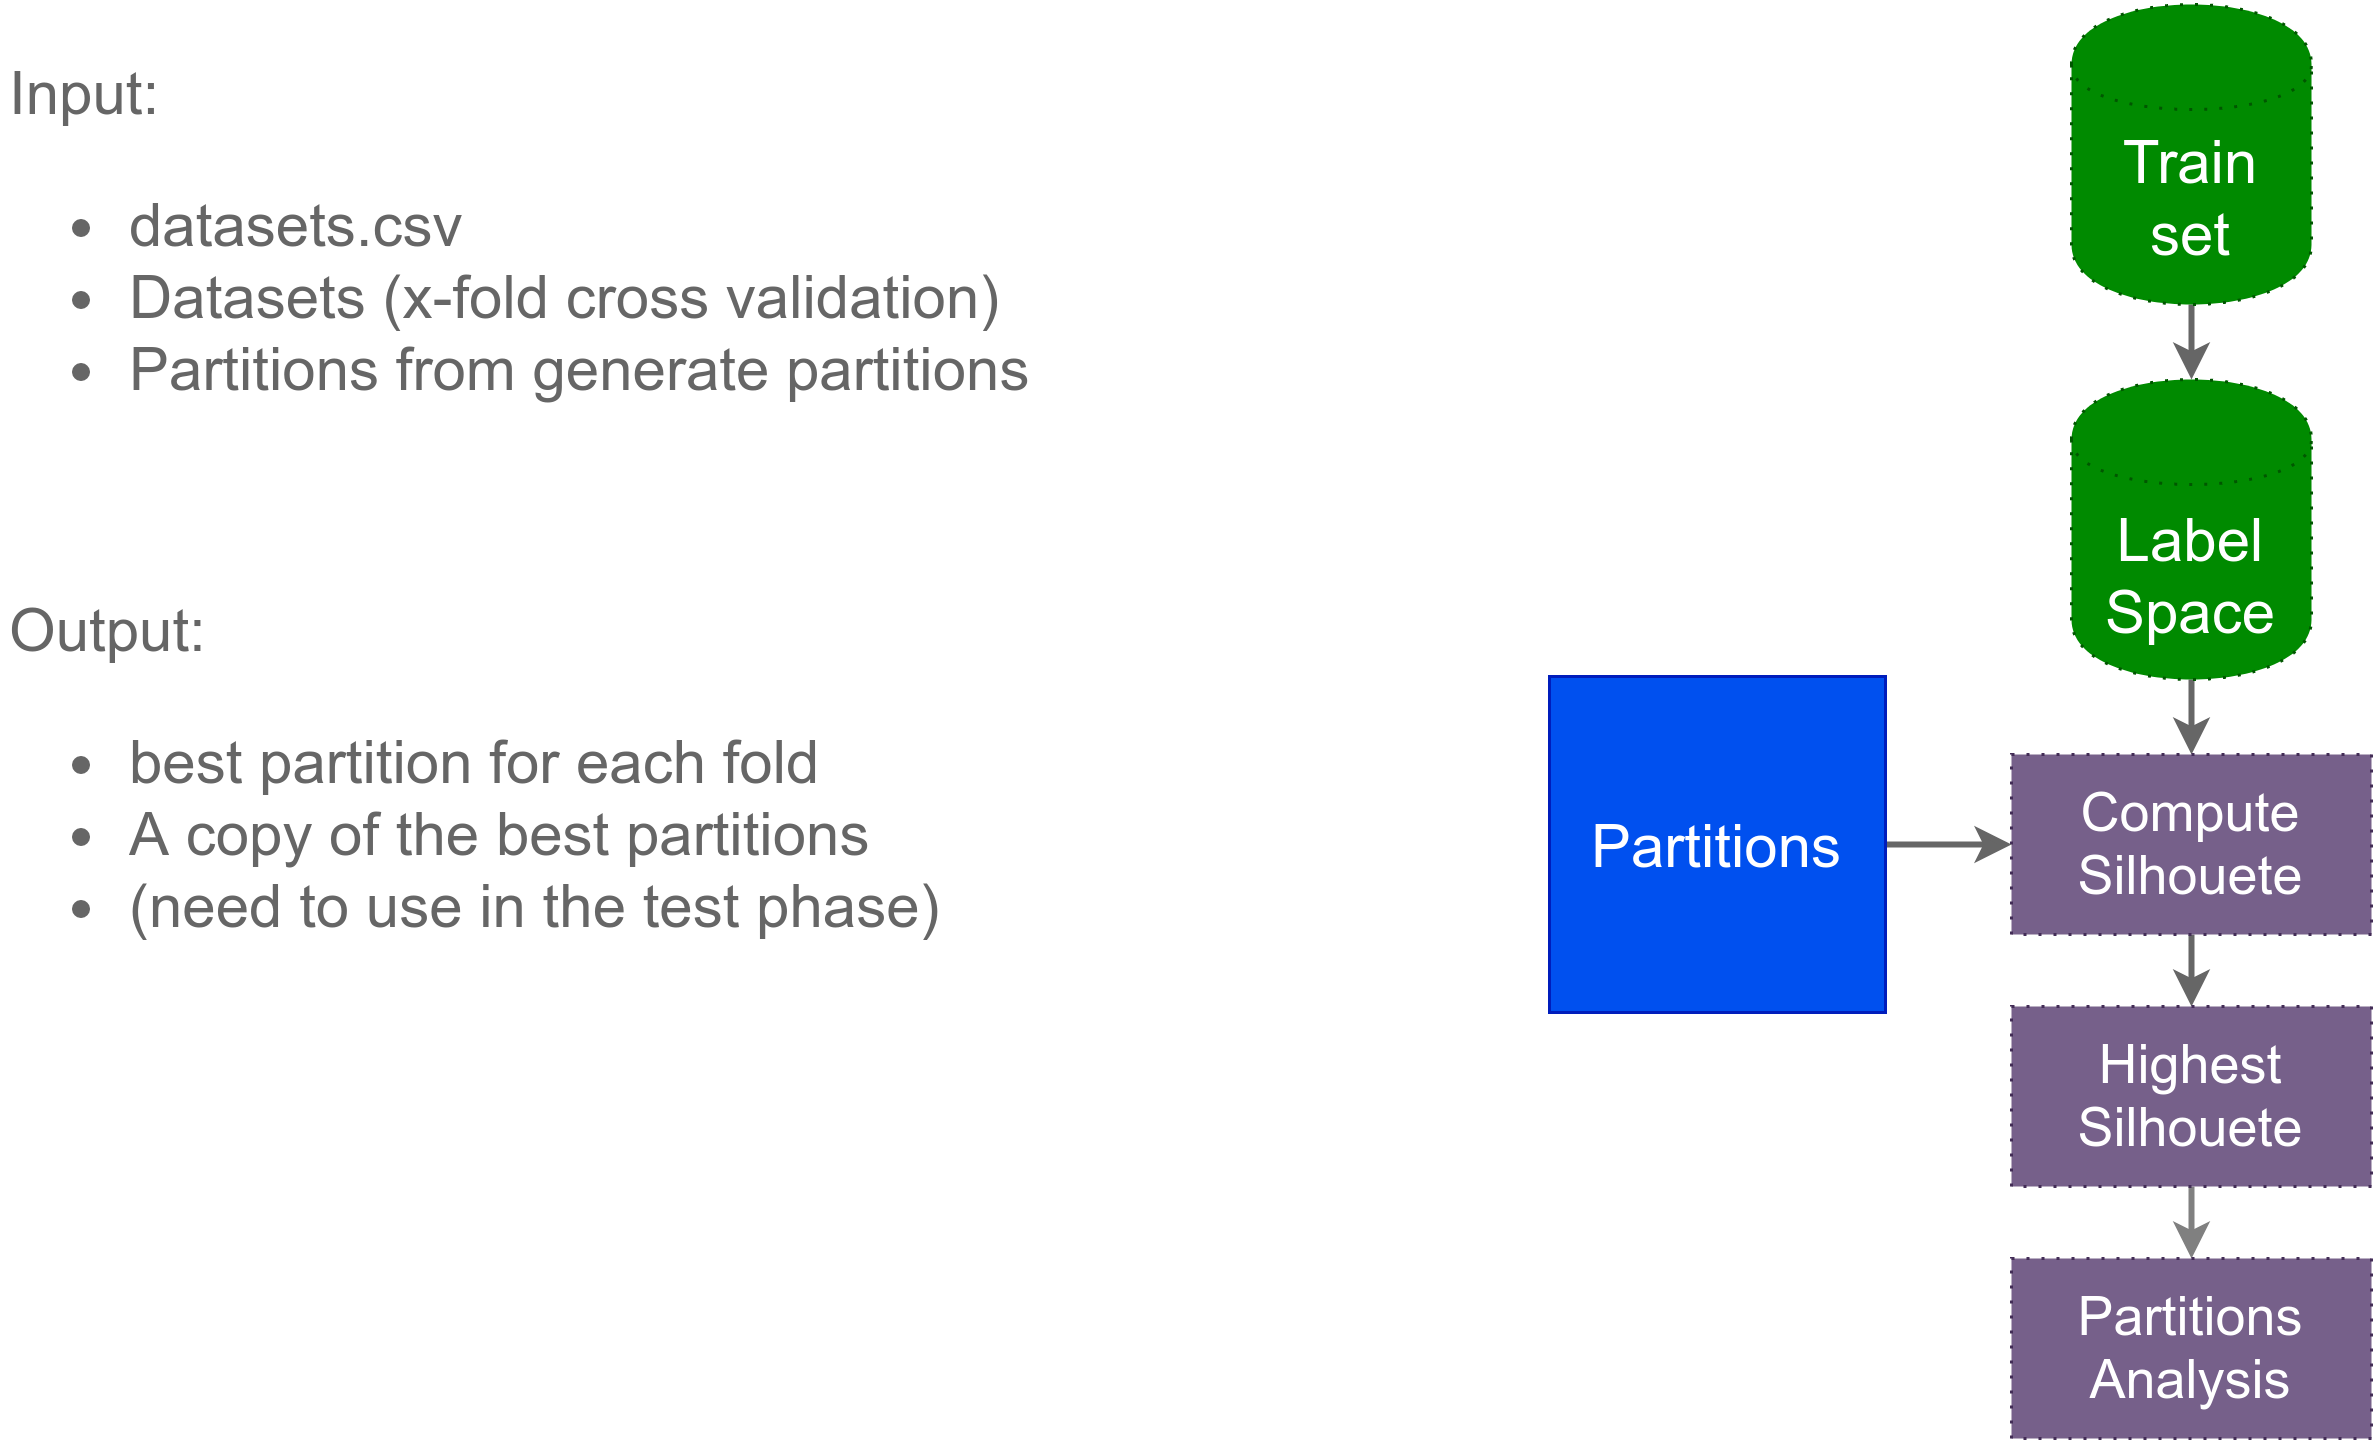 Input:
datasets.csv
Datasets (x-fold cross validation)
Partitions from generate partitions
Output:
best partition for each fold
A copy of the best partitions
(need to use in the test phase)
Train
set
Label
Space
Partitions
Compute
Silhouete
Highest
Silhouete
Partitions
Analysis